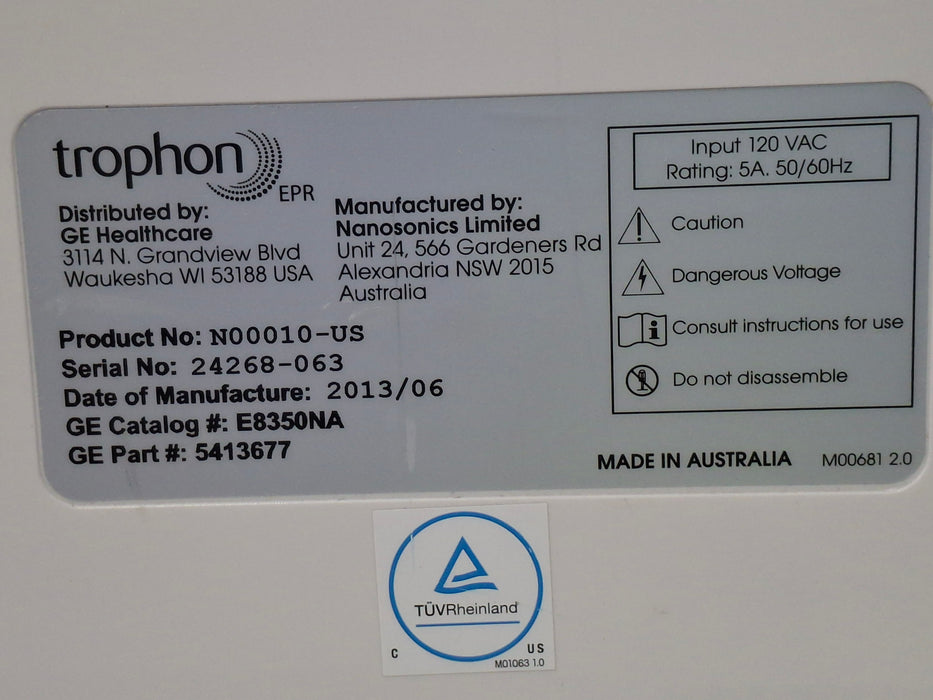 trophon
EPR
Distributed by:
GE Healthcare
3114 N. Grandview Blvd
Waukesha WI 53188 USA
Manufactured by:
Nanosonics Limited
Unit 24, 566 Gardeners Rd
Alexandria NSW 2015
Australia
Product No: N00010-US
Serial No: 24268-063
Date of Manufacture: 2013/06
GE Catalog #: E8350NA
GE Part #: 5413677
Input 120 VAC
Rating: 5A. 50/60Hz
Caution
Dangerous Voltage
Consult instructions for use
Do not disassemble
MADE IN AUSTRALIA M00681 2.0
TÜVRheinland
C US
M01063 1.0